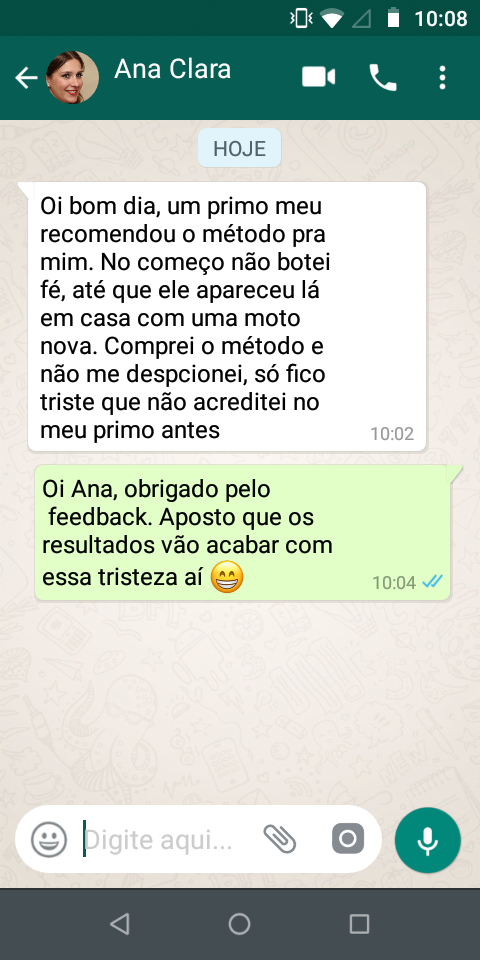 10:08
Ana Clara
HOJE
Oi bom dia, um primo meu
recomendou o método pra
mim. No começo não botei
fé, até que ele apareceu lá
em casa com uma moto
nova. Comprei o método e
não me despcionei, só fico
triste que não acreditei no
meu primo antes
10:02
Oi Ana, obrigado pelo
feedback. Aposto que os
resultados vão acabar com
essa tristeza aí 😁
10:04
Digite aqui...